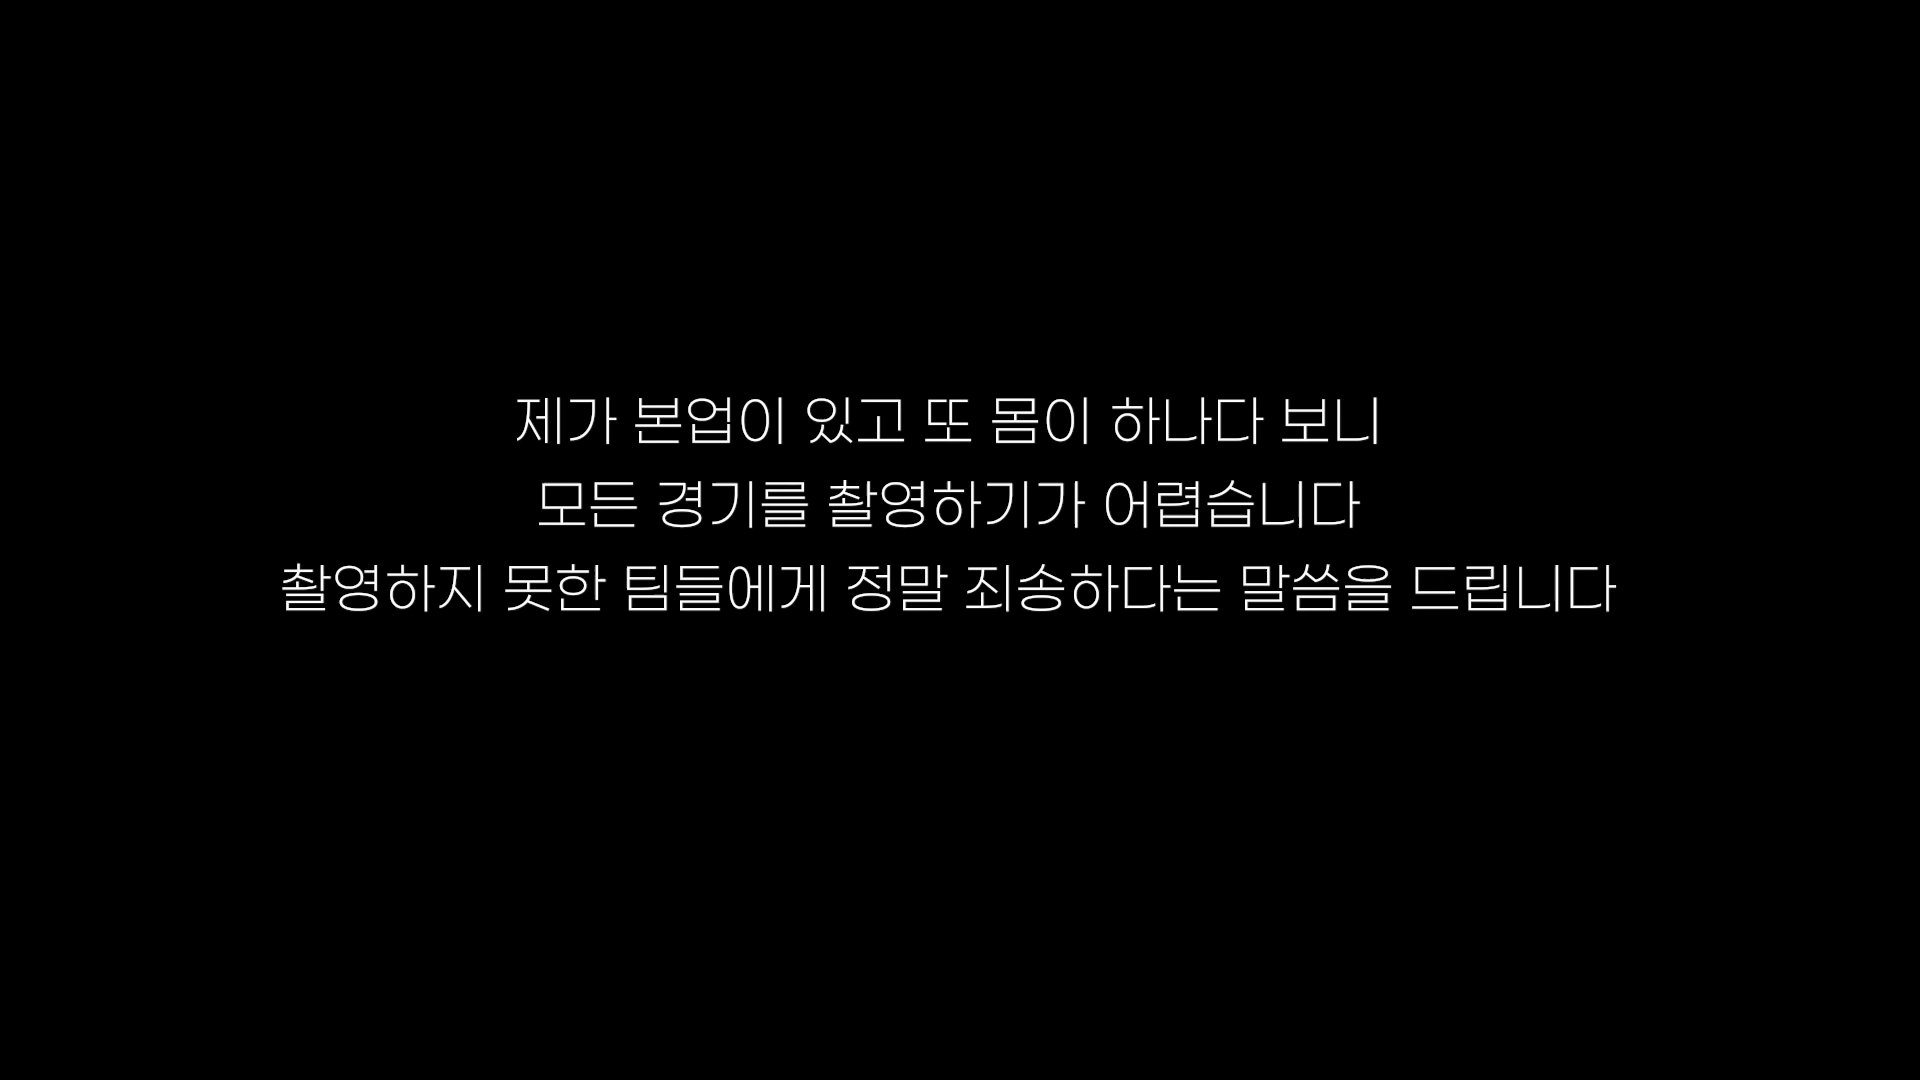 제가 본업이 있고 또 몸이 하나다 보니
모든 경기를 촬영하기가 어렵습니다
촬영하지 못한 팀들에게 정말 죄송하다는 말씀을 드립니다